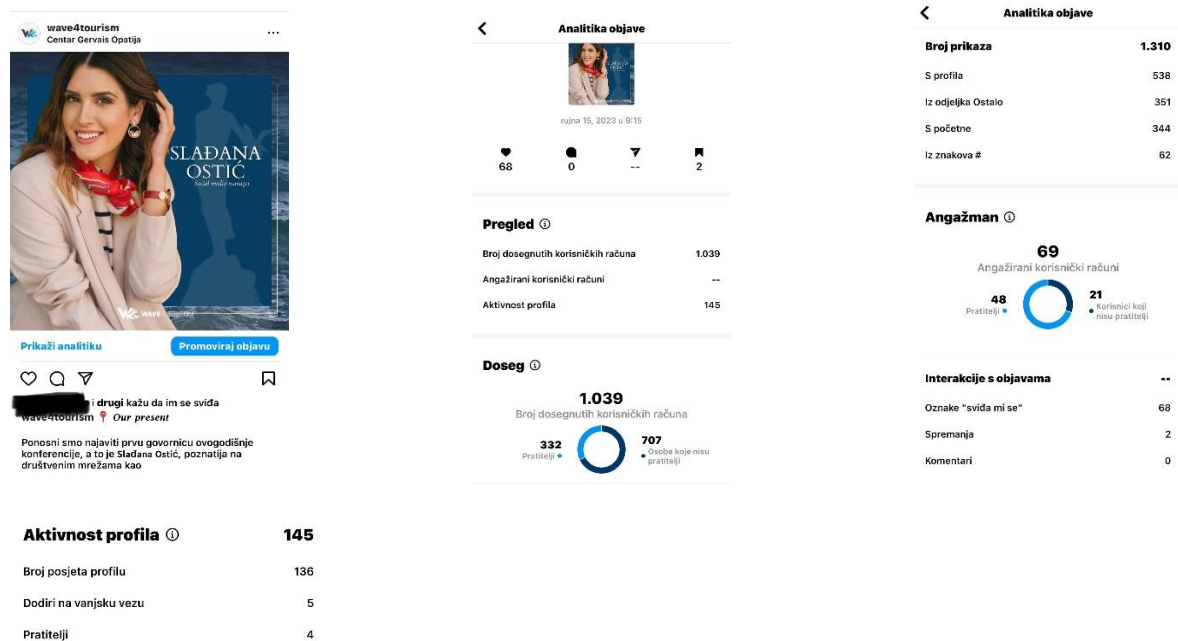 wave4tourism
Centar Gervais Opatija
SLAĐANA
OSTIĆ
Social media manager
WAVE
Prikaži analitiku
Promoviraj objavu
i drugi kažu da im se sviđa
wave4tourism 📍 Our present
Ponosni smo najaviti prvu govornicu ovogodišnje
konferencije, a to je Slađana Ostić, poznatija na
društvenim mrežama kao
Aktivnost profila 145
Broj posjeta profilu 136
Dodiri na vanjsku vezu 5
Pratitelji 4
Analitika objave
SLAĐANA
OSTIĆ
rujna 15, 2023 u 9:15
68 0 -- 2
Pregled
Broj dosegnutih korisničkih računa 1.039
Angažirani korisnički računi --
Aktivnost profila 145
Doseg
1.039
Broj dosegnutih korisničkih računa
332
Pratitelji
707
Osobe koje nisu
pratitelji
Analitika objave
Broj prikaza 1.310
S profila 538
Iz odjeljka Ostalo 351
S početne 344
Iz znakova # 62
Angažman
69
Angažirani korisnički računi
48
Pratitelji
21
Korisnici koji
nisu pratitelji
Interakcije s objavama --
Oznake "sviđa mi se" 68
Spremanja 2
Komentari 0